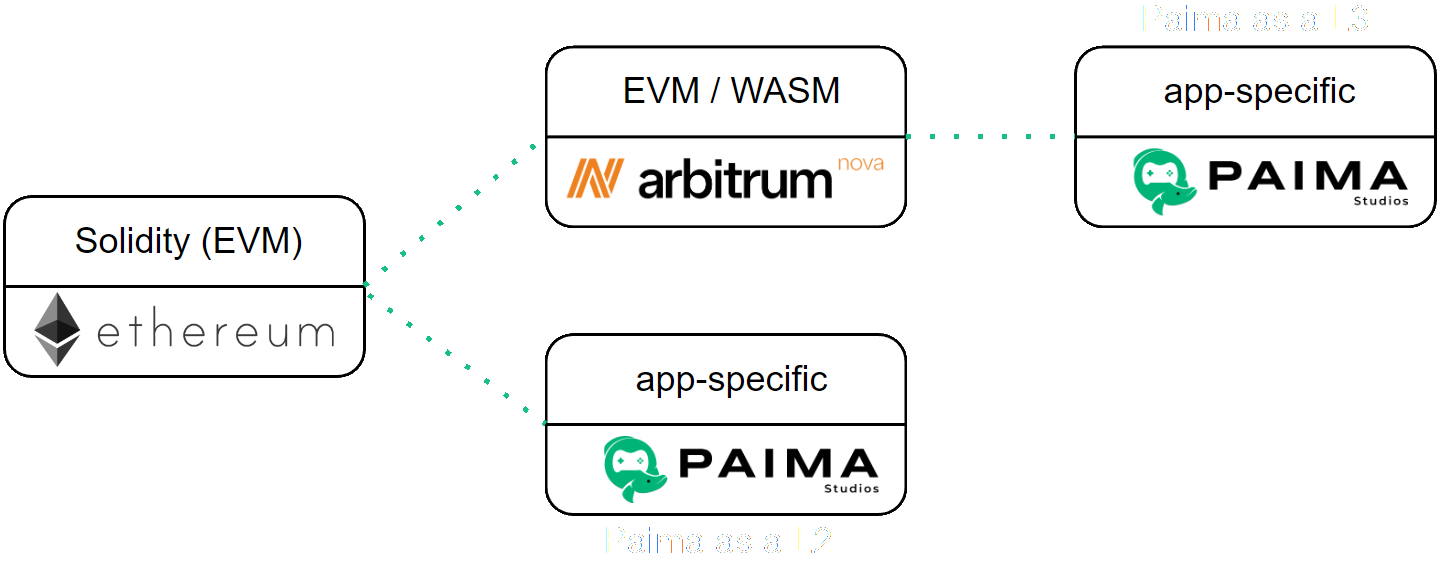 Paima as a L3
EVM / WASM
app-specific
arbitrum nova
PAIMA
Studios
Solidity (EVM)
ethereum
app-specific
PAIMA
Studios
Paima as a L2